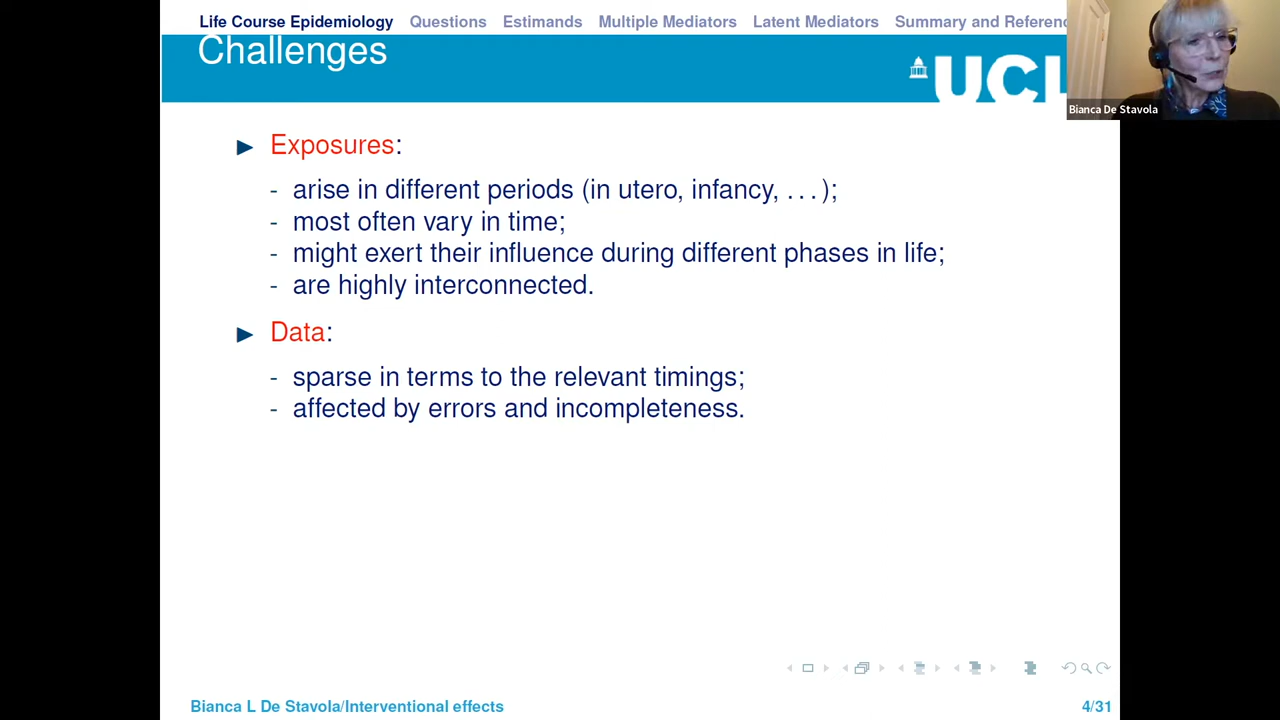 Life Course Epidemiology Questions Estimands Multiple Mediators Latent Mediators Summary and
Challenges
UCL
Bianca De Stavola
Exposures:
- arise in different periods (in utero, infancy, . . . );
- most often vary in time;
- might exert their influence during different phases in life;
- are highly interconnected.
Data:
- sparse in terms to the relevant timings;
- affected by errors and incompleteness.
Bianca L De Stavola/Interventional effects
4/31